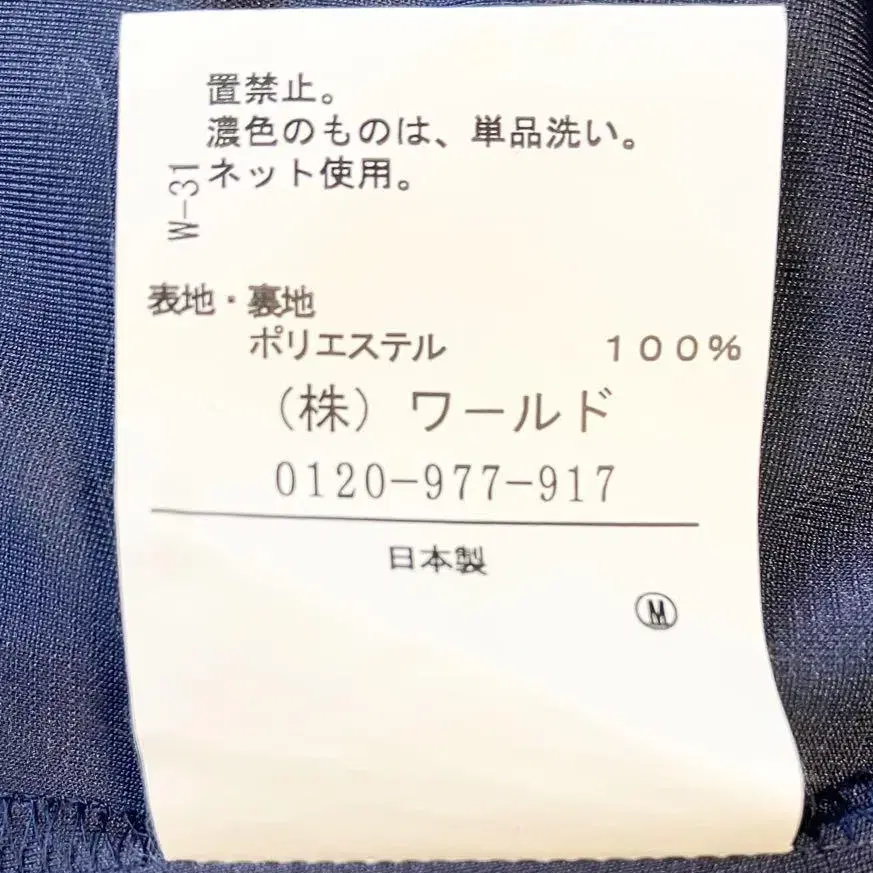 置禁止。
濃色のものは、単品洗い。
ネット使用。
W-31
表地・裏地
ポリエステル 100%
(株)ワールド
0120-977-917
日本製
M